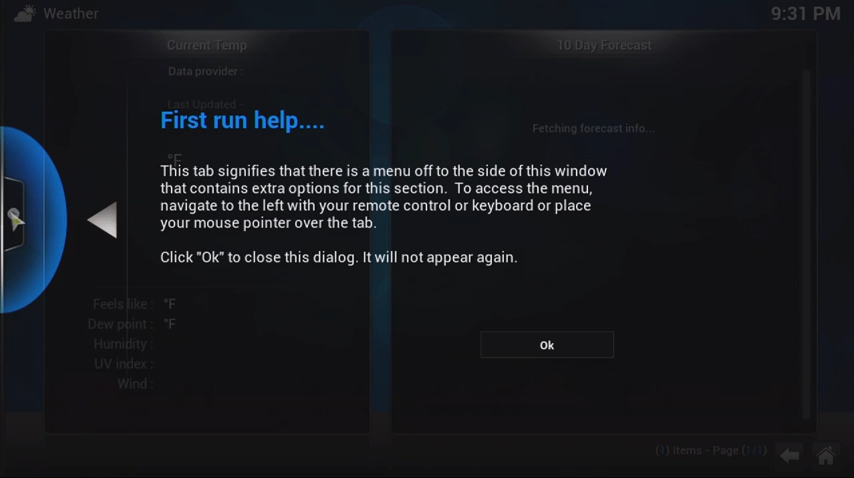 Weather
9:31 PM
Current Temp
10 Day Forecast
Data provider :
Last Updated -
First run help....
Fetching forecast info...
°F
This tab signifies that there is a menu off to the side of this window
that contains extra options for this section.  To access the menu,
navigate to the left with your remote control or keyboard or place
your mouse pointer over the tab.
Click "Ok" to close this dialog. It will not appear again.
Feels like : °F
Dew point : °F
Humidity :
UV index :
Wind :
Ok
(1) Items - Page (1/1)